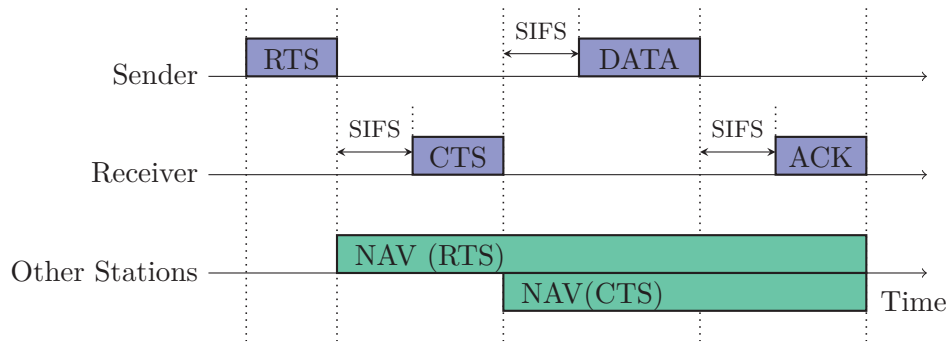 SIFS
RTS
DATA
Sender
SIFS
SIFS
CTS
ACK
Receiver
NAV (RTS)
Other Stations
NAV(CTS)
Time